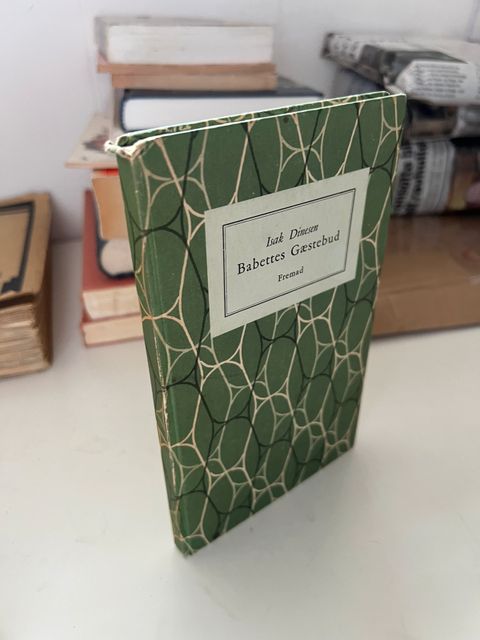 Isak Dinesen
Babettes Gæstebud
Fremad